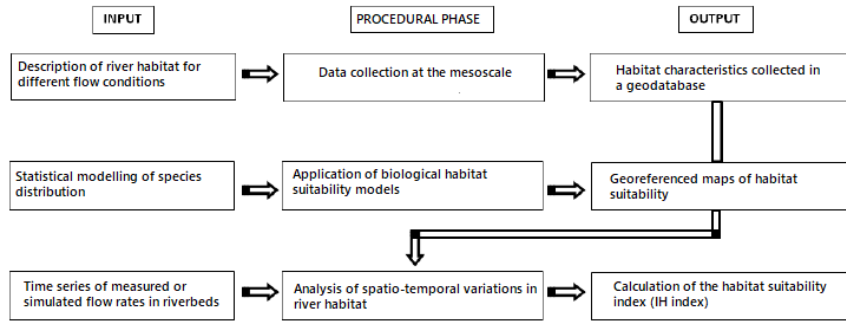 INPUT
PROCEDURAL PHASE
OUTPUT
Description of river habitat for
different flow conditions
Data collection at the mesoscale
Habitat characteristics collected in
a geodatabase
Statistical modelling of species
distribution
Application of biological habitat
suitability models
Georeferenced maps of habitat
suitability
Time series of measured or
simulated flow rates in riverbeds
Analysis of spatio-temporal variations in
river habitat
Calculation of the habitat suitability
index (IH index)